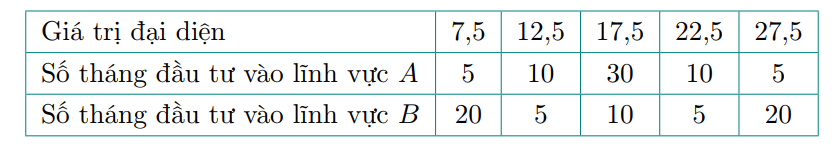 Giá trị đại diện 7,5 12,5 17,5 22,5 27,5
Số tháng đầu tư vào lĩnh vực A 5 10 30 10 5
Số tháng đầu tư vào lĩnh vực B 20 5 10 5 20